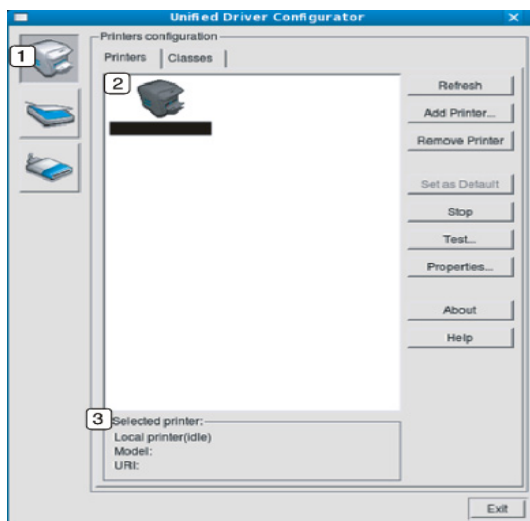 Unified Driver Configurator
Printers configuration
1
Printers
Classes
2
Refresh
Add Printer...
Remove Printer
Set as Default
Stop
Test...
Properties...
About
Help
3
Selected printer:
Local printer(idle)
Model:
URI:
Exit